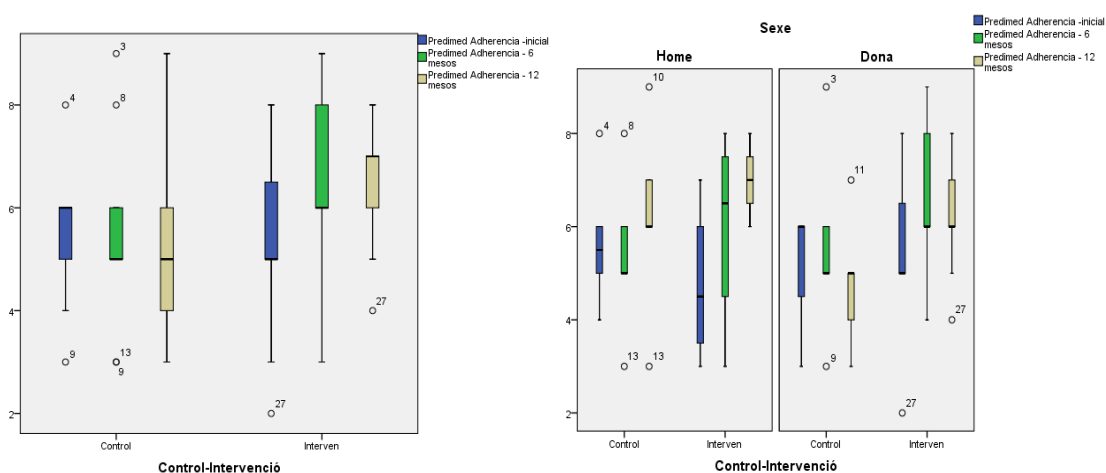 Predimed Adherencia -inicial
Predimed Adherencia - 6
mesos
Predimed Adherencia - 12
mesos
8
6
4
2
4
9
3
8
13
9
27
27
Control
Interven
Control-Intervenció
Sexe
Home
Dona
Predimed Adherencia -inicial
Predimed Adherencia - 6
mesos
Predimed Adherencia - 12
mesos
8
6
4
2
4
8
13
10
13
3
9
11
27
27
Control
Interven
Control
Interven
Control-Intervenció